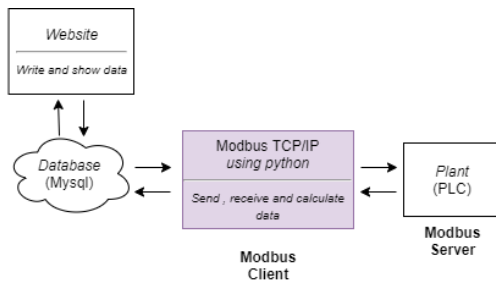 Website
Write and show data
Database
(Mysql)
Modbus TCP/IP
using python
Send , receive and calculate
data
Plant
(PLC)
Modbus
Server
Modbus
Client